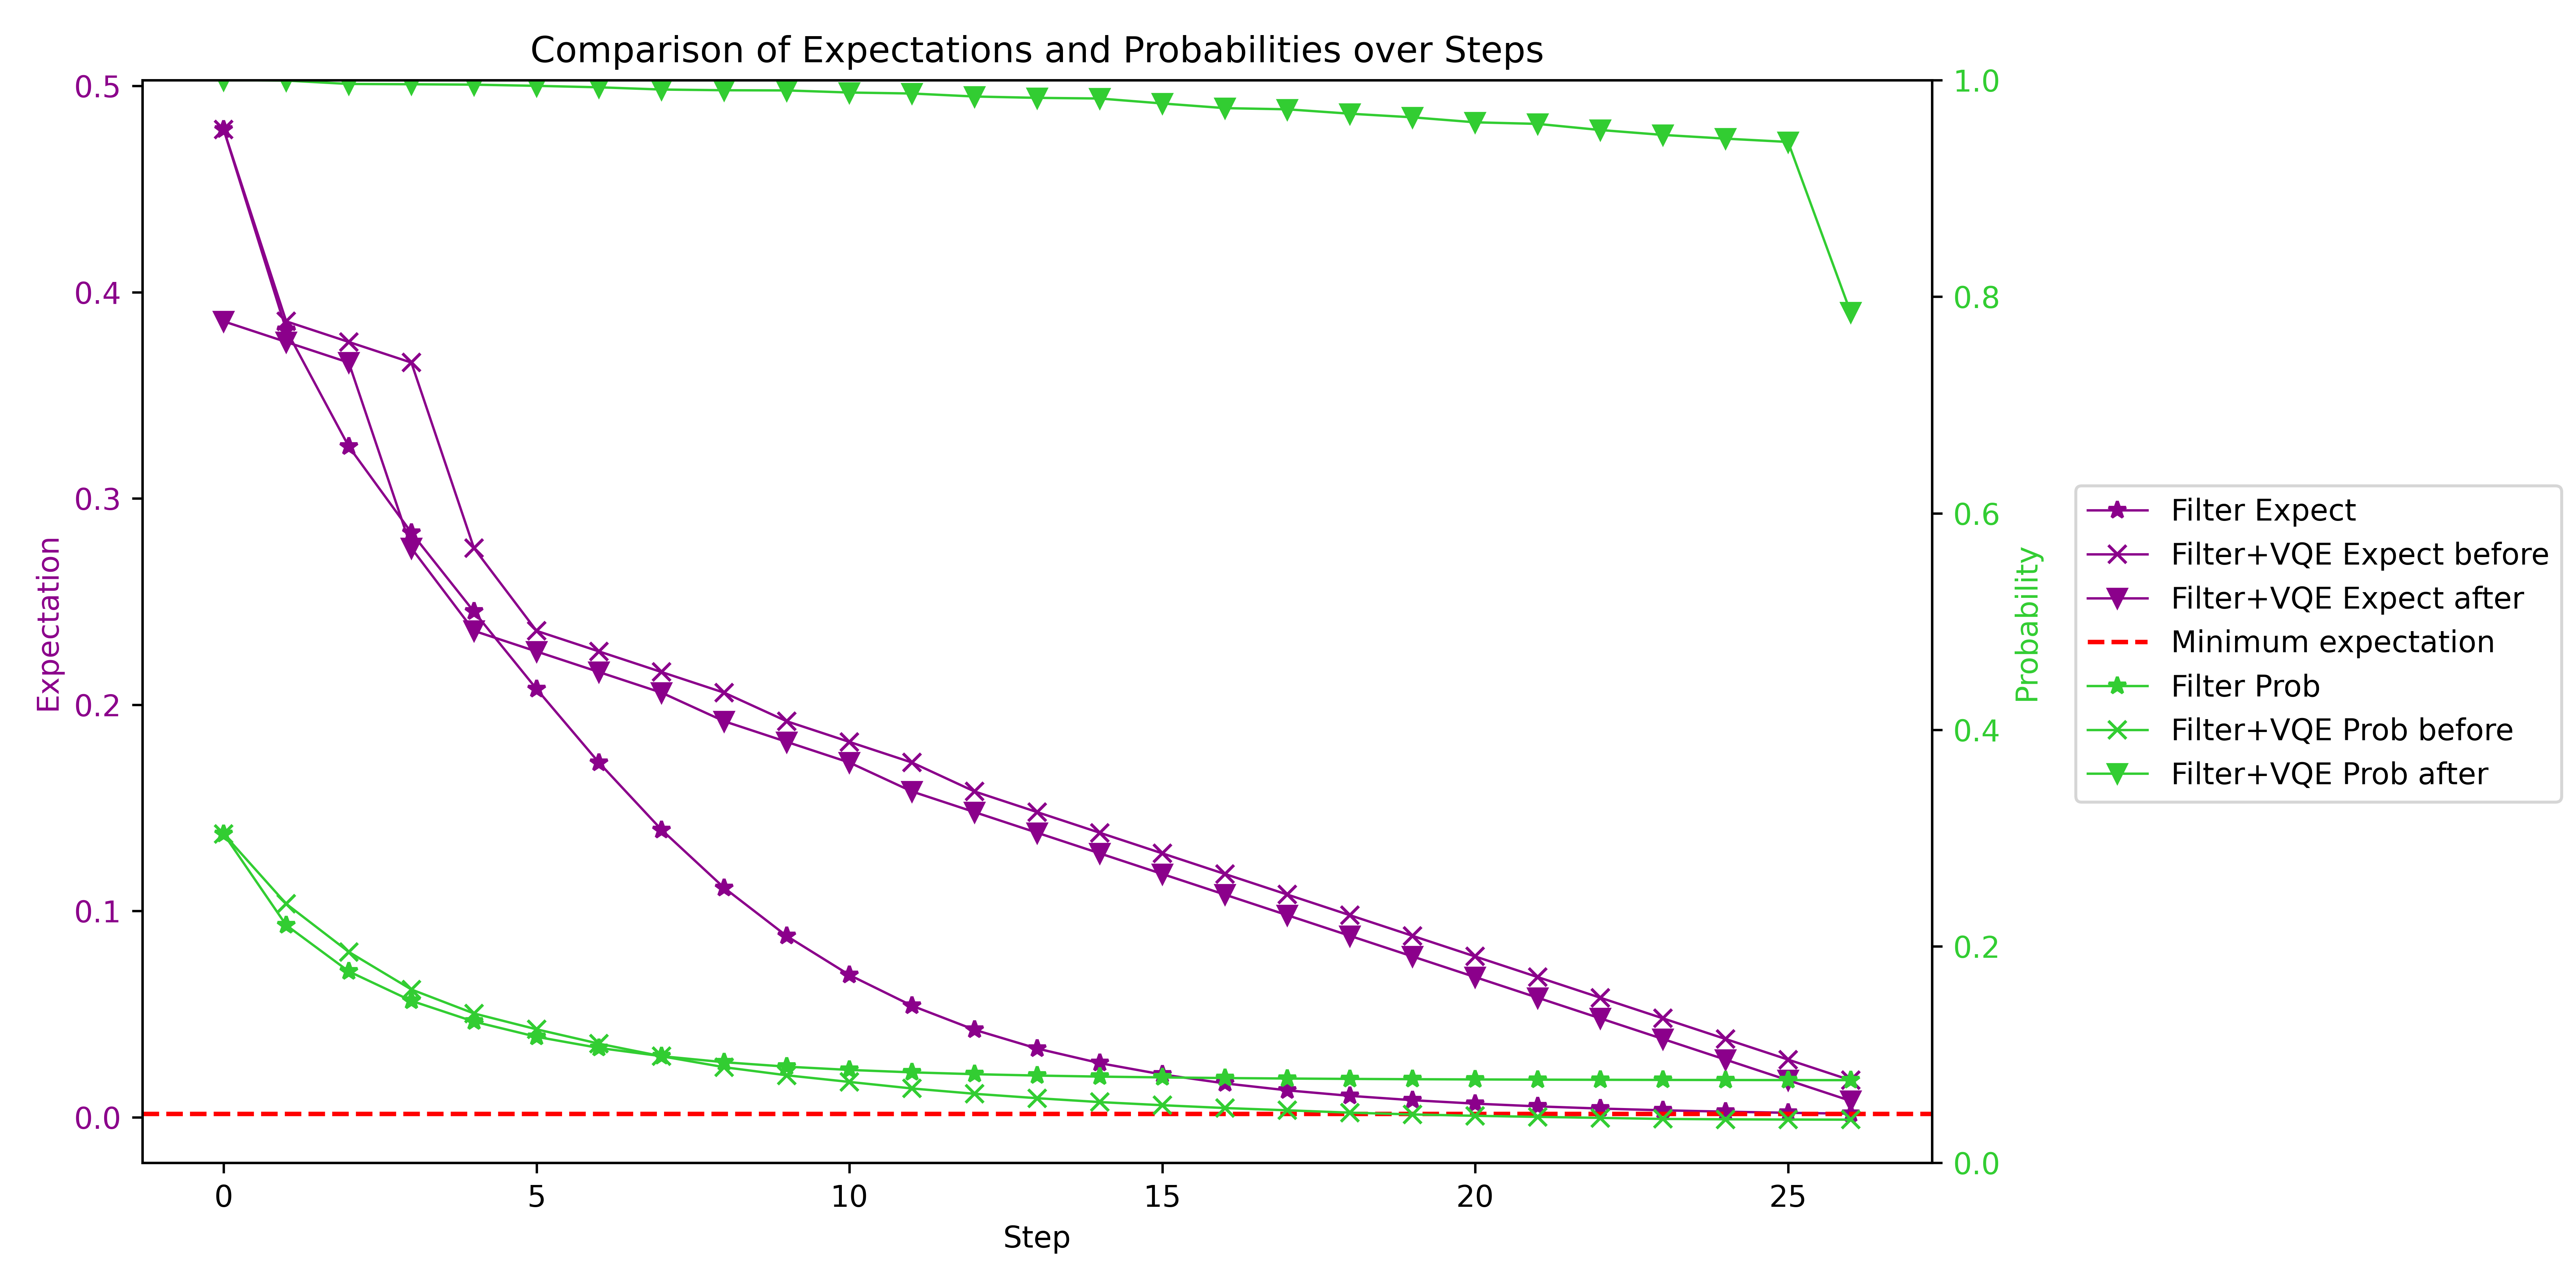 Comparison of Expectations and Probabilities over Steps
0.5
0.4
0.3
0.2
0.1
0.0
Expectation
0
5
10
15
20
25
Step
1.0
0.8
0.6
0.4
0.2
0.0
Probability
Filter Expect
Filter+VQE Expect before
Filter+VQE Expect after
Minimum expectation
Filter Prob
Filter+VQE Prob before
Filter+VQE Prob after